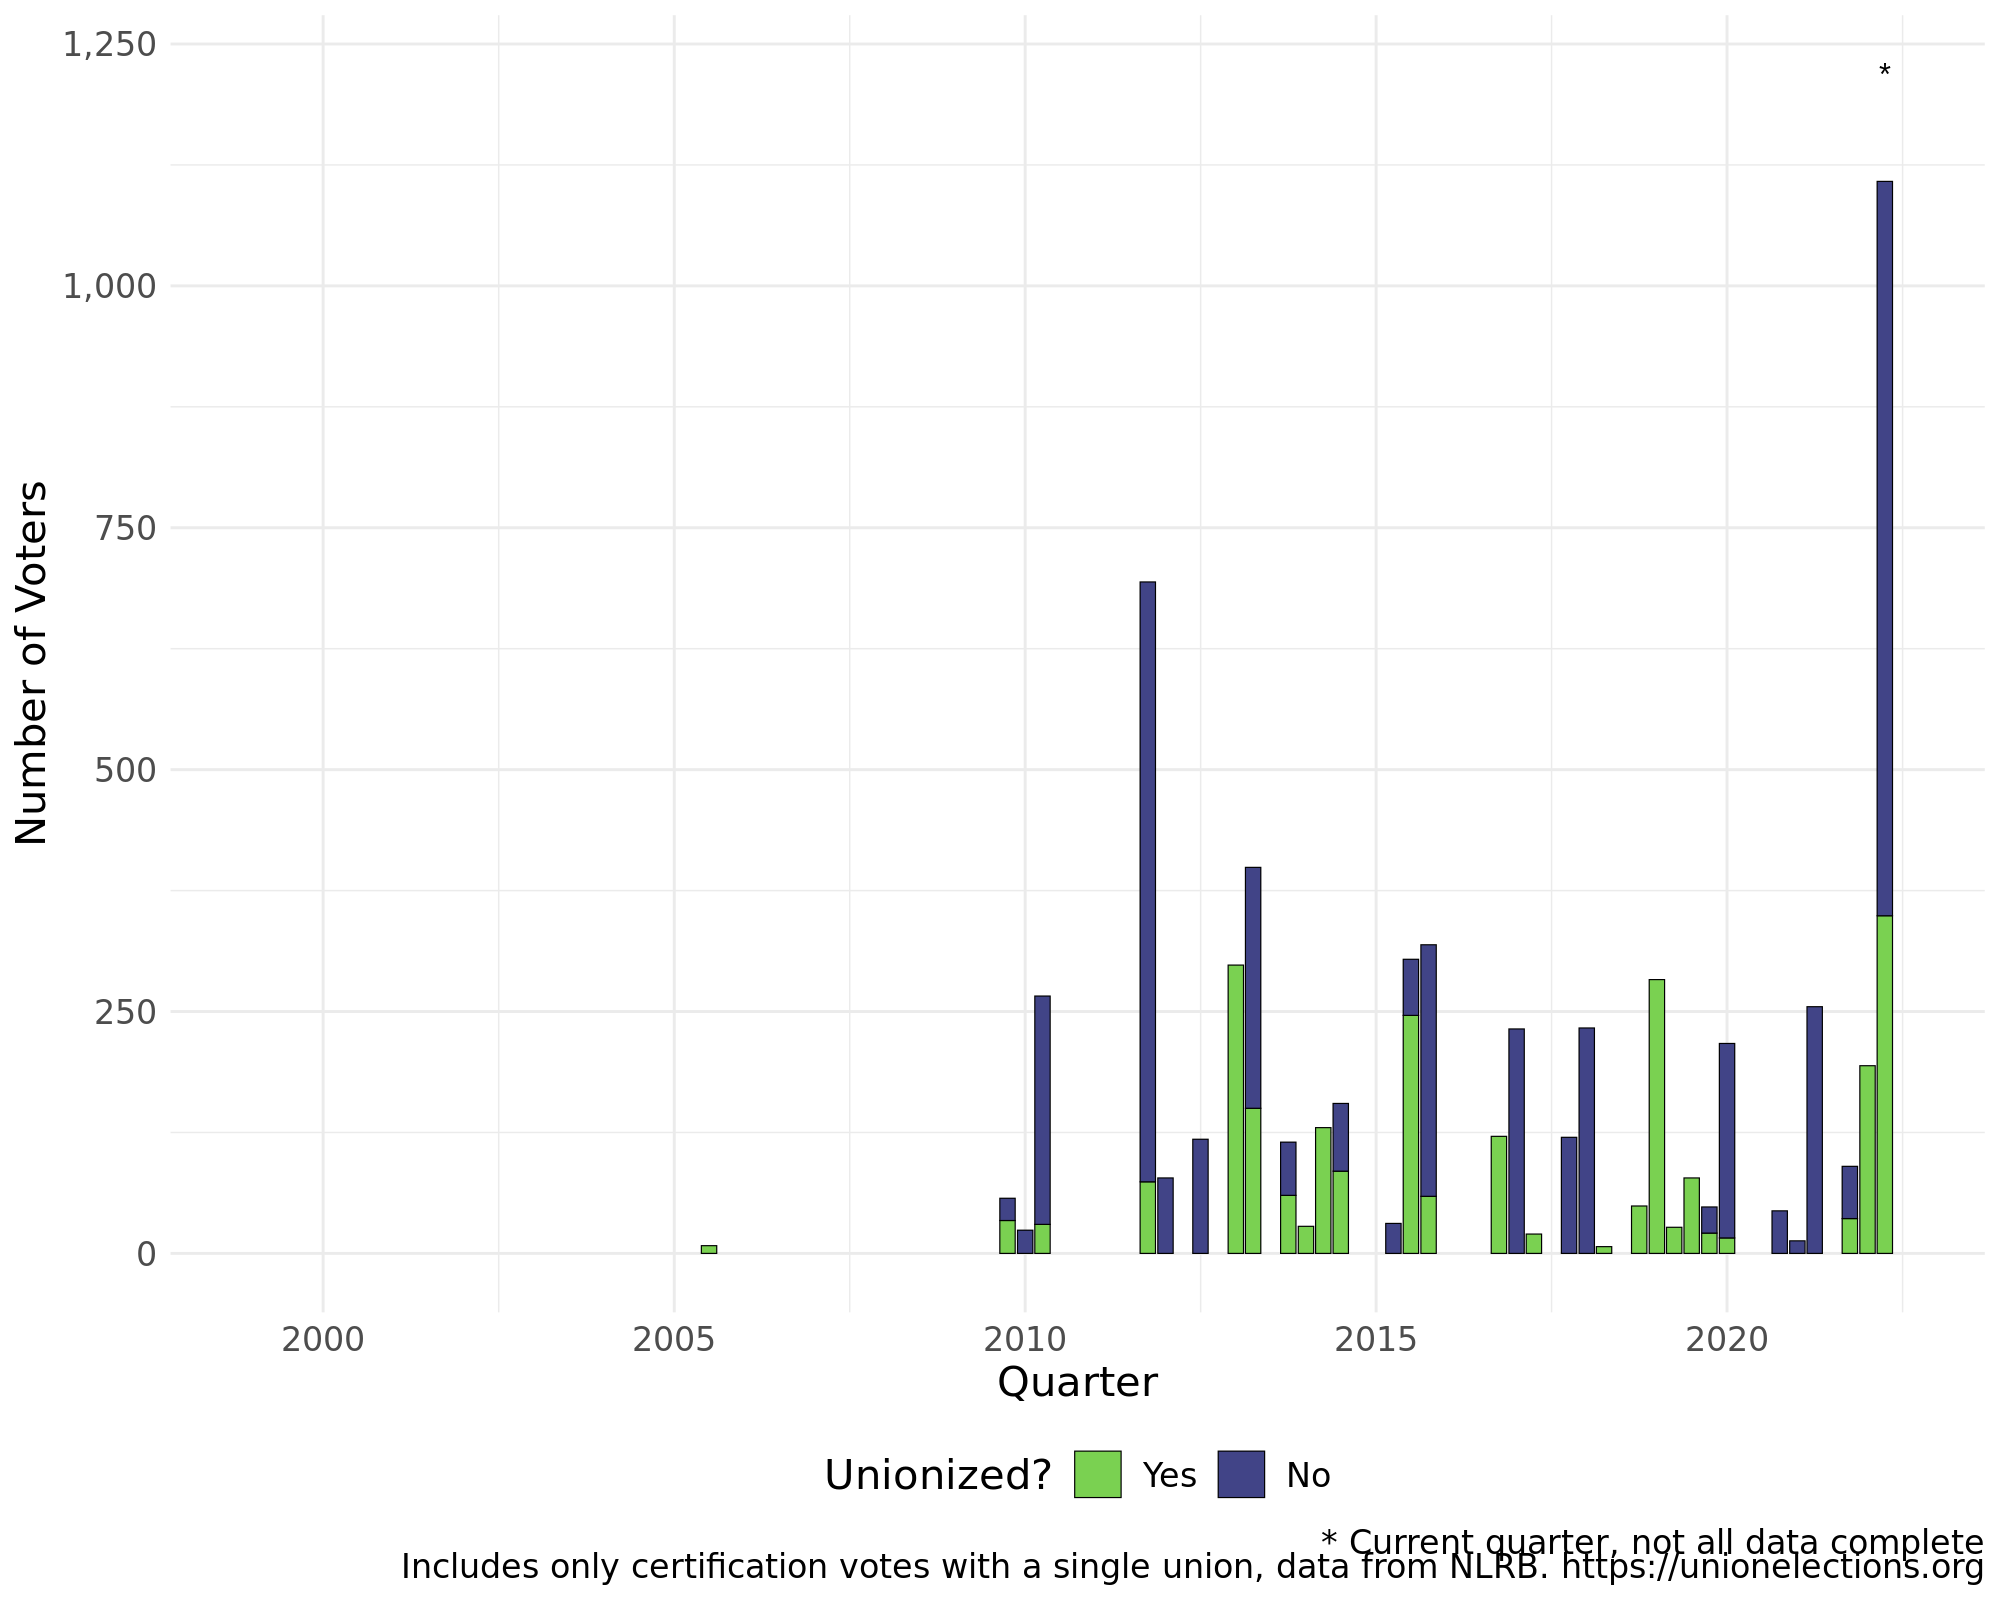 1,250
*
1,000
750
500
250
0
Number of Voters
2000 2005 2010 2015 2020
Quarter
Unionized? Yes No
* Current quarter, not all data complete
Includes only certification votes with a single union, data from NLRB. https://unionelections.org